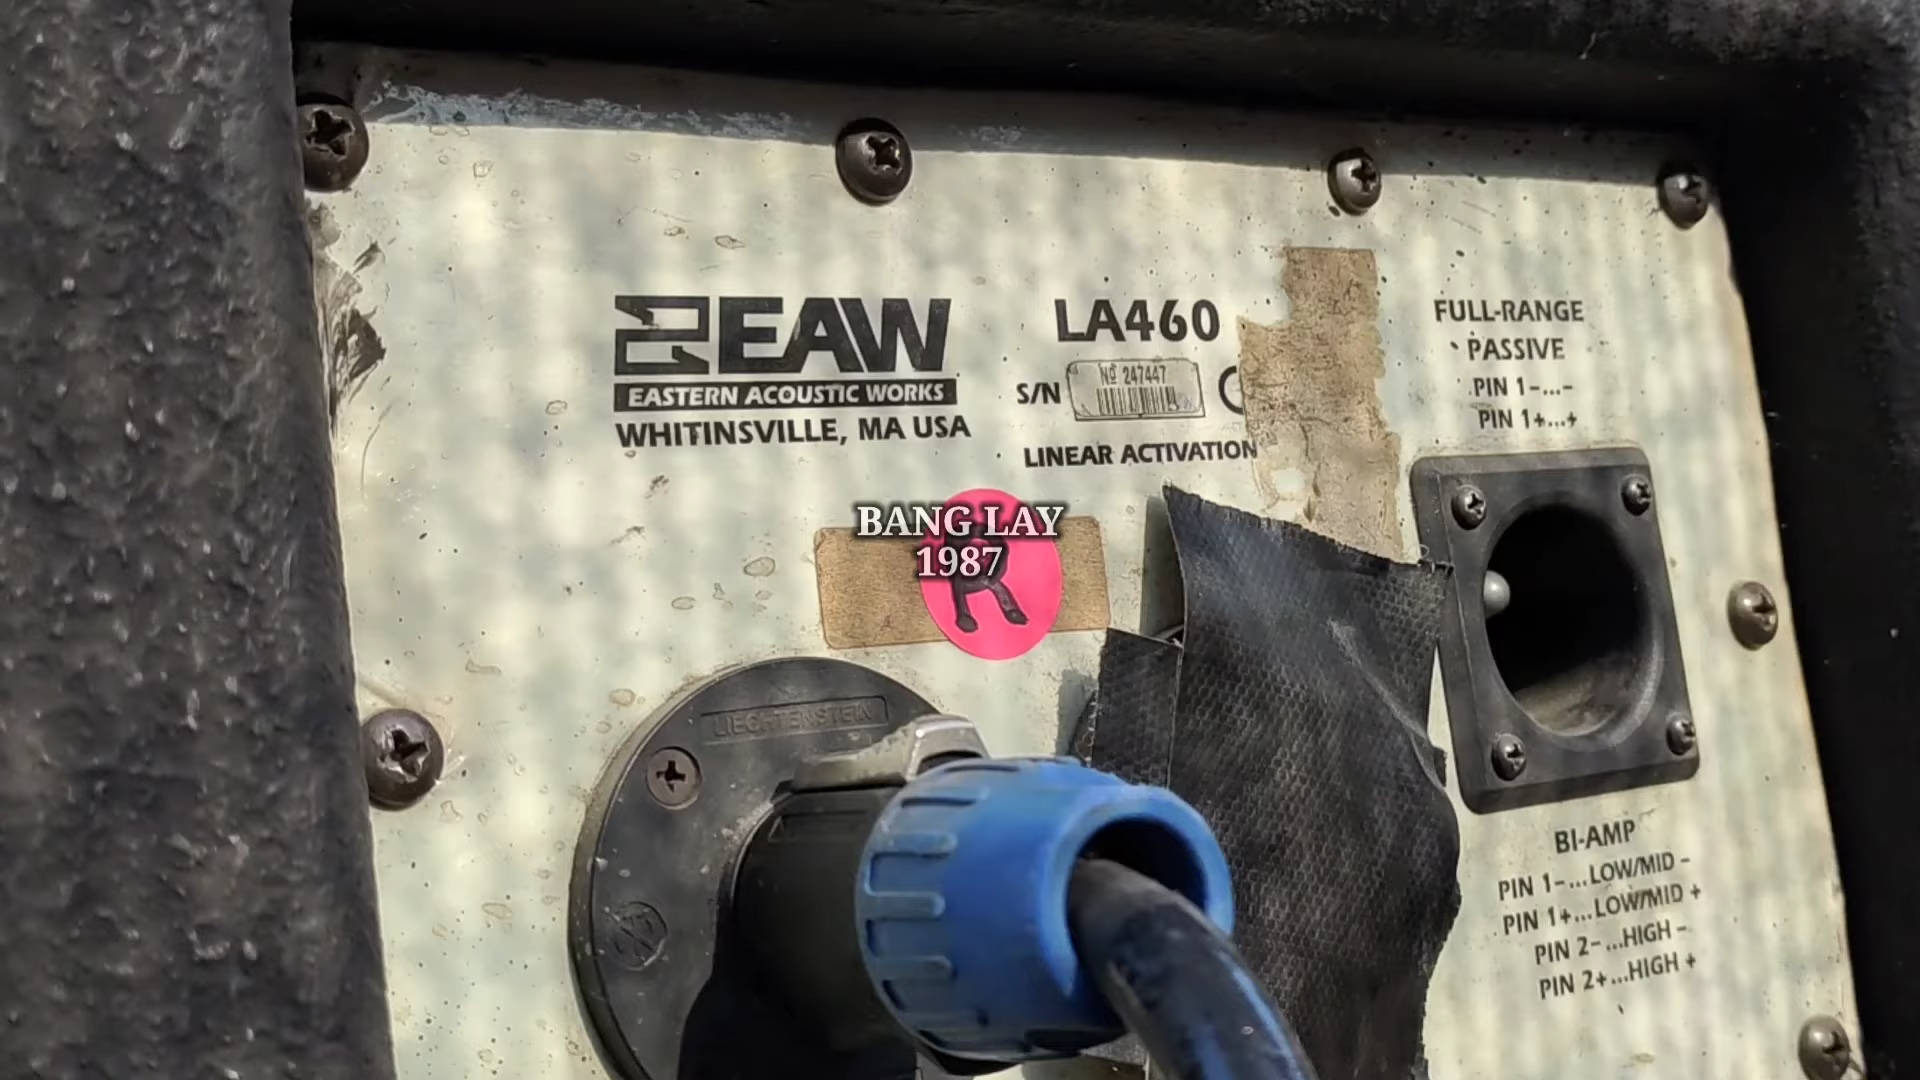 EAW
EASTERN ACOUSTIC WORKS
WHITINSVILLE, MA USA
LA460
S/N Nº 247447
LINEAR ACTIVATION
FULL-RANGE
PASSIVE
PIN 1-...-
PIN 1+...+
BANG LAY
1987
R
LIECHTENSTEIN
BI-AMP
PIN 1-...LOW/MID -
PIN 1+...LOW/MID +
PIN 2-...HIGH -
PIN 2+...HIGH +